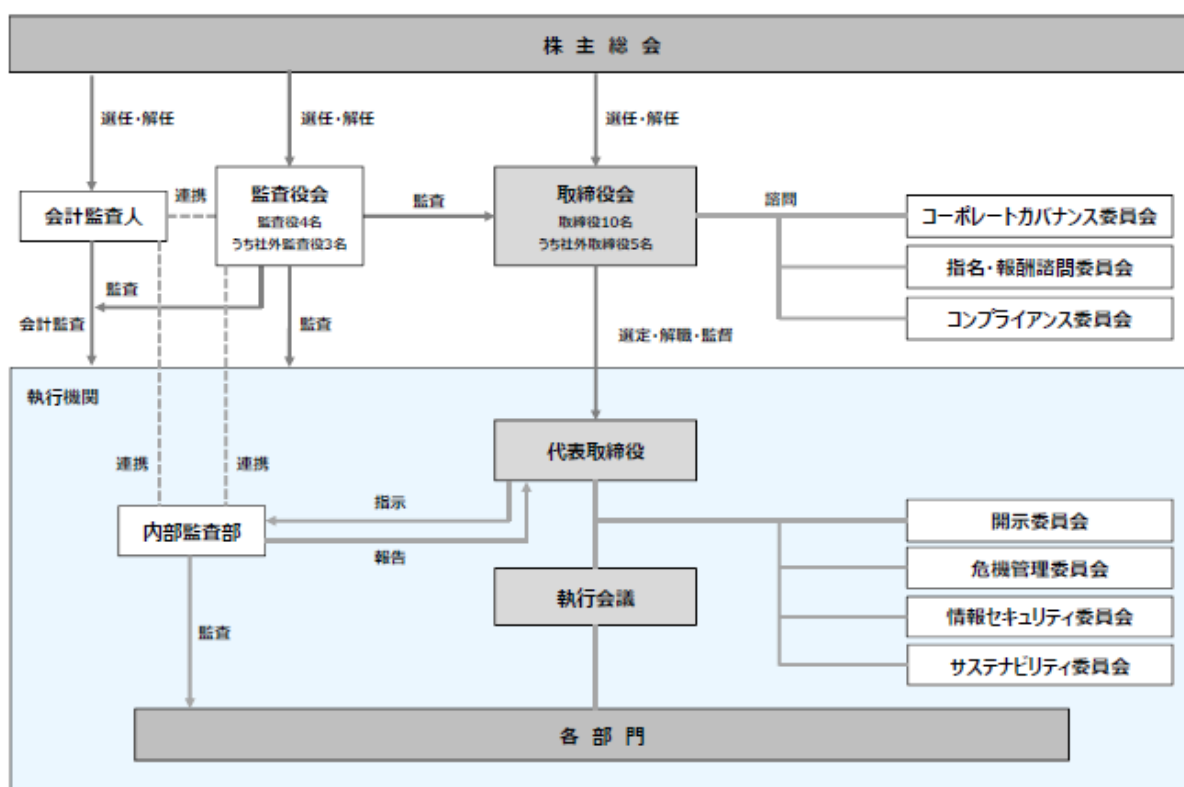 株 主 総 会
選任・解任
選任・解任
選任・解任
会計監査人
連携
監査役会
監査役4名
うち社外監査役3名
監査
取締役会
取締役10名
うち社外取締役5名
諮問
コーポレートガバナンス委員会
指名・報酬諮問委員会
コンプライアンス委員会
監査
会計監査
監査
選定・解職・監督
執行機関
代表取締役
連携
連携
指示
内部監査部
報告
開示委員会
危機管理委員会
執行会議
情報セキュリティ委員会
監査
サステナビリティ委員会
各 部 門